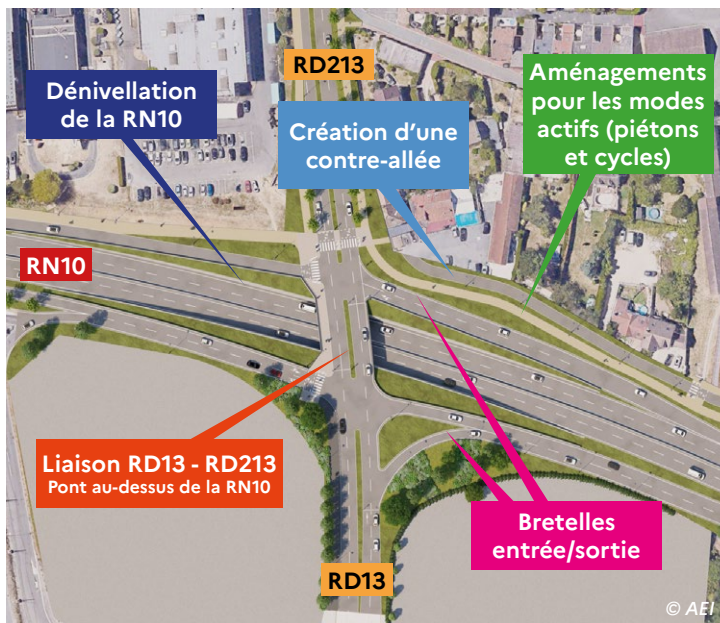 RD213
Dénivellation
de la RN10
Création d'une
contre-allée
Aménagements
pour les modes
actifs (piétons
et cycles)
RN10
Liaison RD13 - RD213
Pont au-dessus de la RN10
Bretelles
entrée/sortie
RD13
© AEI